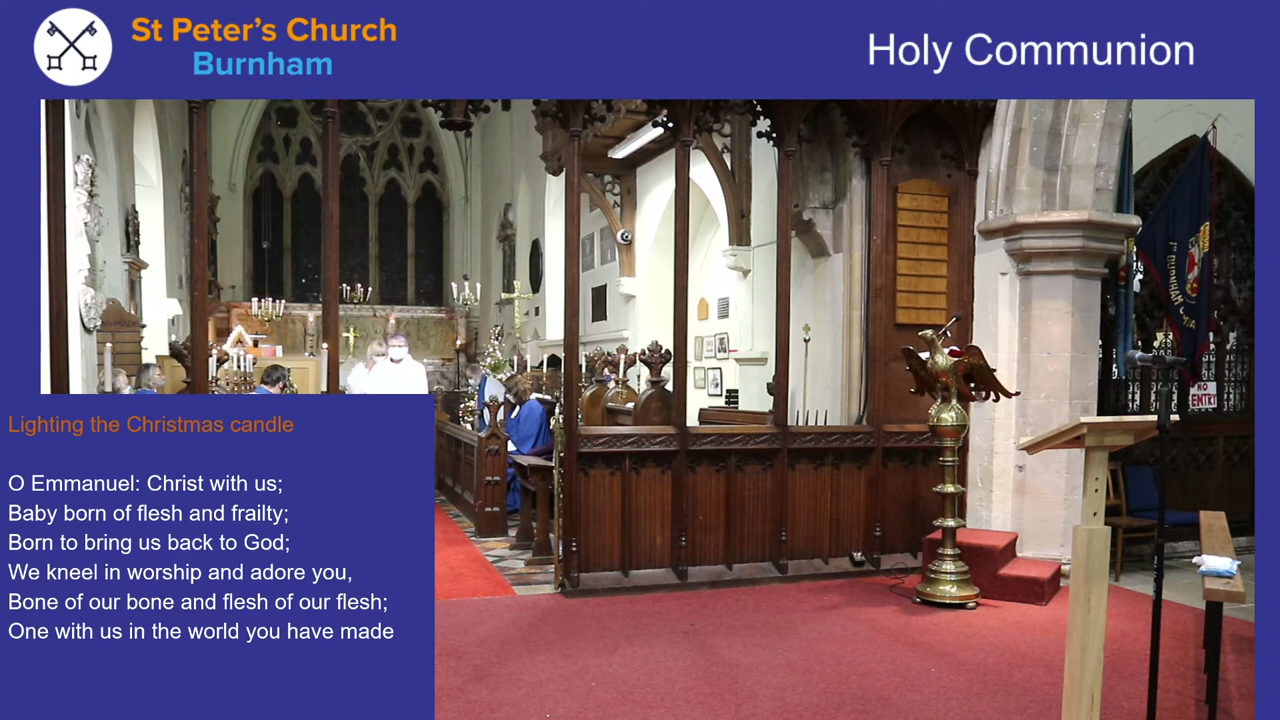 St Peter's Church
Burnham
Holy Communion
NO
ENTRY
Lighting the Christmas candle
O Emmanuel: Christ with us;
Baby born of flesh and frailty;
Born to bring us back to God;
We kneel in worship and adore you,
Bone of our bone and flesh of our flesh;
One with us in the world you have made